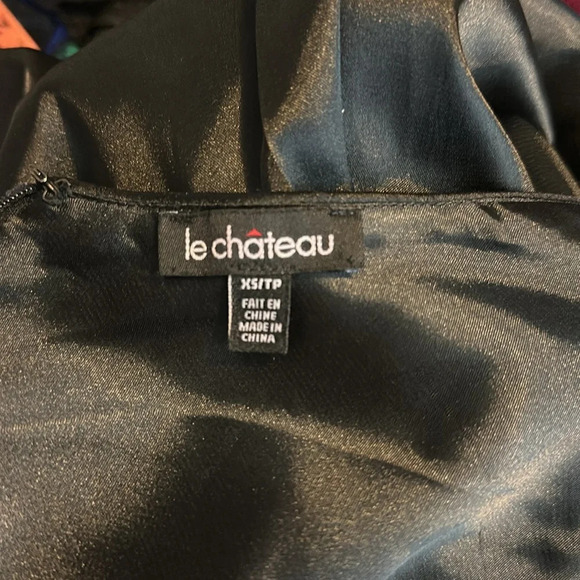 le château
XS/TP
FAIT EN
CHINE
MADE IN
CHINA